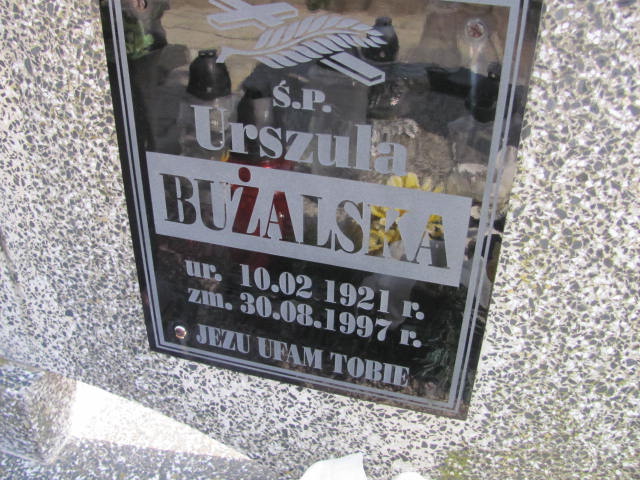 Ś.P.
Urszula
BUŻALSKA
ur. 10.02 1921 r.
zm. 30.08.1997 r.
JEZU UFAM TOBIE